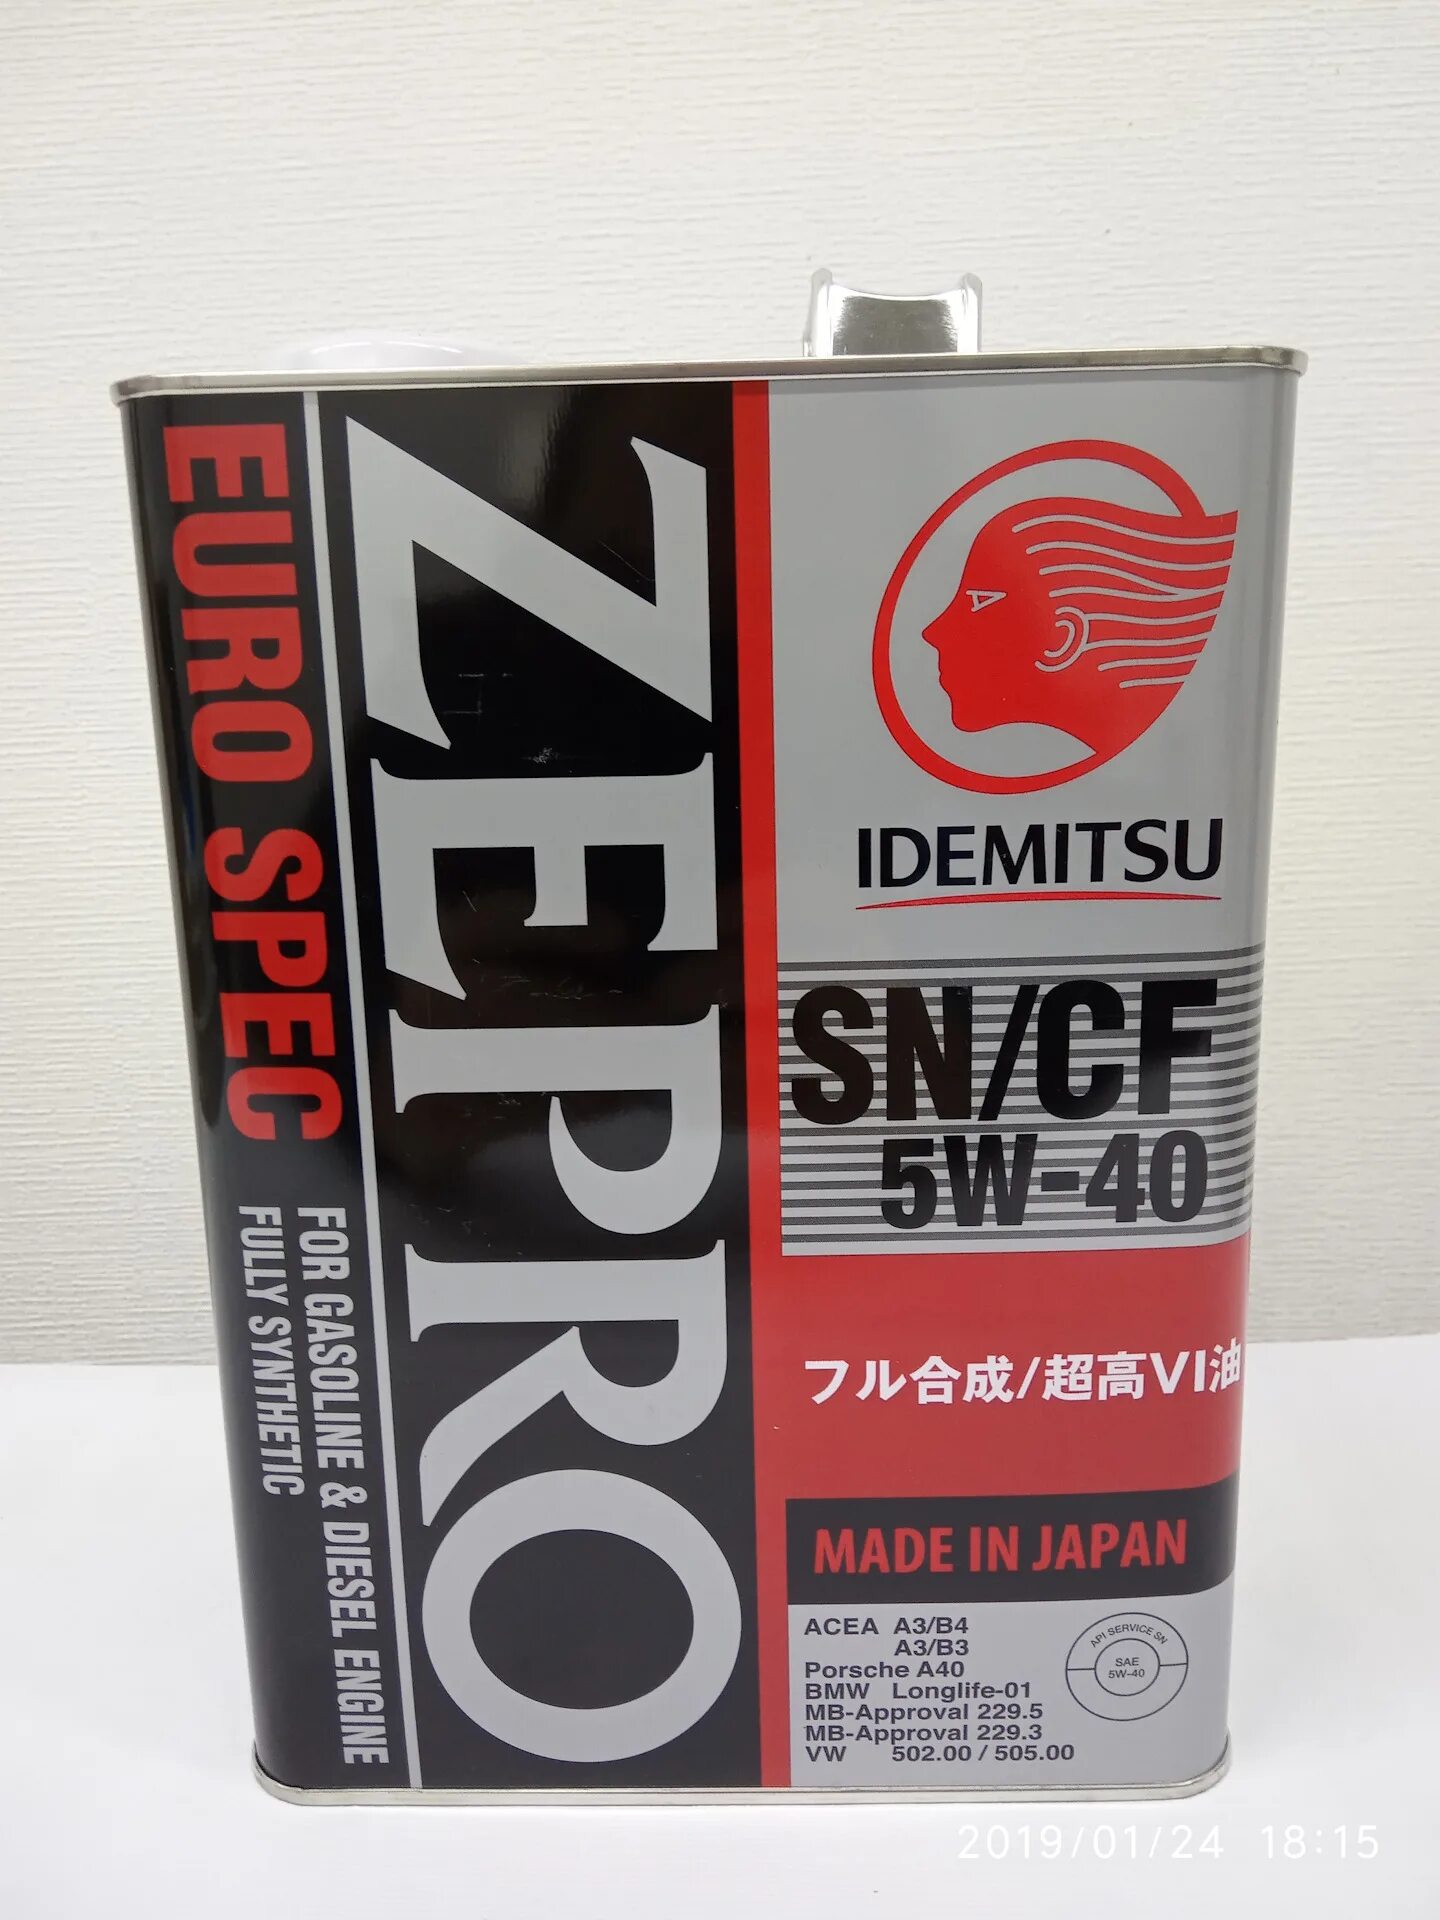 EURO SPEC
FOR GASOLINE & DIESEL ENGINE
FULLY SYNTHETIC
ZEPRO
IDEMITSU
SN/CF
5W-40
フル合成/超高VI油
MADE IN JAPAN
ACEA A3/B4
A3/B3
Porsche A40
BMW Longlife-01
MB-Approval 229.5
MB-Approval 229.3
VW 502.00 / 505.00
API SERVICE SN
SAE
5W-40
2019/01/24 18:15